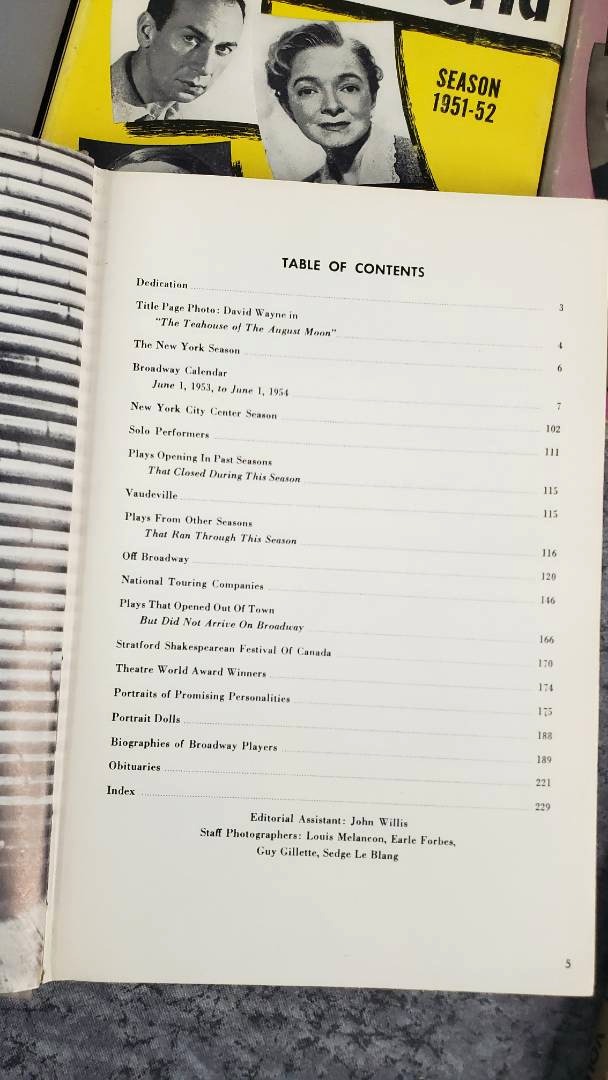 SEASON
1951-52
TABLE OF CONTENTS
Dedication 3
Title Page Photo: David Wayne in
"The Teahouse of The August Moon" 4
The New York Season 6
Broadway Calendar
June 1, 1953, to June 1, 1954 7
New York City Center Season 102
Solo Performers 111
Plays Opening In Past Seasons
That Closed During This Season 115
Vaudeville 115
Plays From Other Seasons
That Ran Through This Season 116
Off Broadway 120
National Touring Companies 146
Plays That Opened Out Of Town
But Did Not Arrive On Broadway 166
Stratford Shakespearean Festival Of Canada 170
Theatre World Award Winners 174
Portraits of Promising Personalities 175
Portrait Dolls 188
Biographies of Broadway Players 189
Obituaries 221
Index 229
Editorial Assistant: John Willis
Staff Photographers: Louis Melancon, Earle Forbes,
Guy Gillette, Sedge Le Blang
5